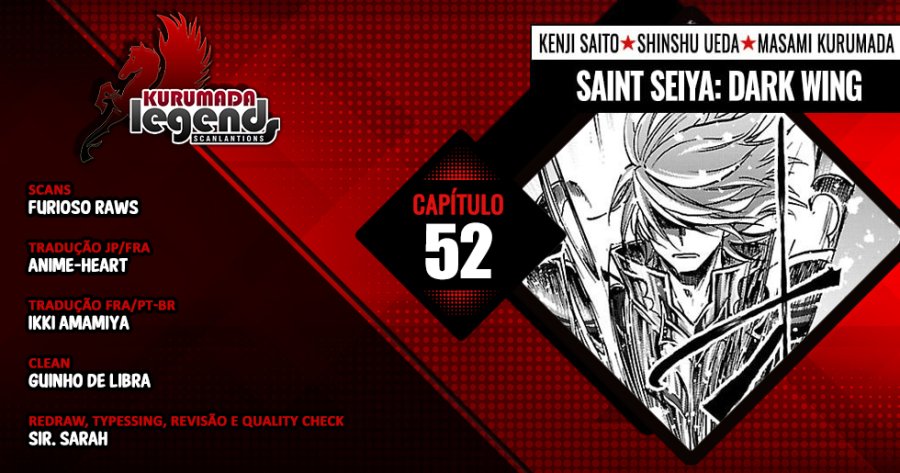 KURUMADA
legends
SCANLANTIONS
KENJI SAITO★SHINSHU UEDA★MASAMI KURUMADA
SAINT SEIYA: DARK WING
CAPÍTULO
52
SCANS
FURIOSO RAWS
TRADUÇÃO JP/FRA
ANIME-HEART
TRADUÇÃO FRA/PT-BR
IKKI AMAMIYA
CLEAN
GUINHO DE LIBRA
REDRAW, TYPESSING, REVISÃO E QUALITY CHECK
SIR. SARAH